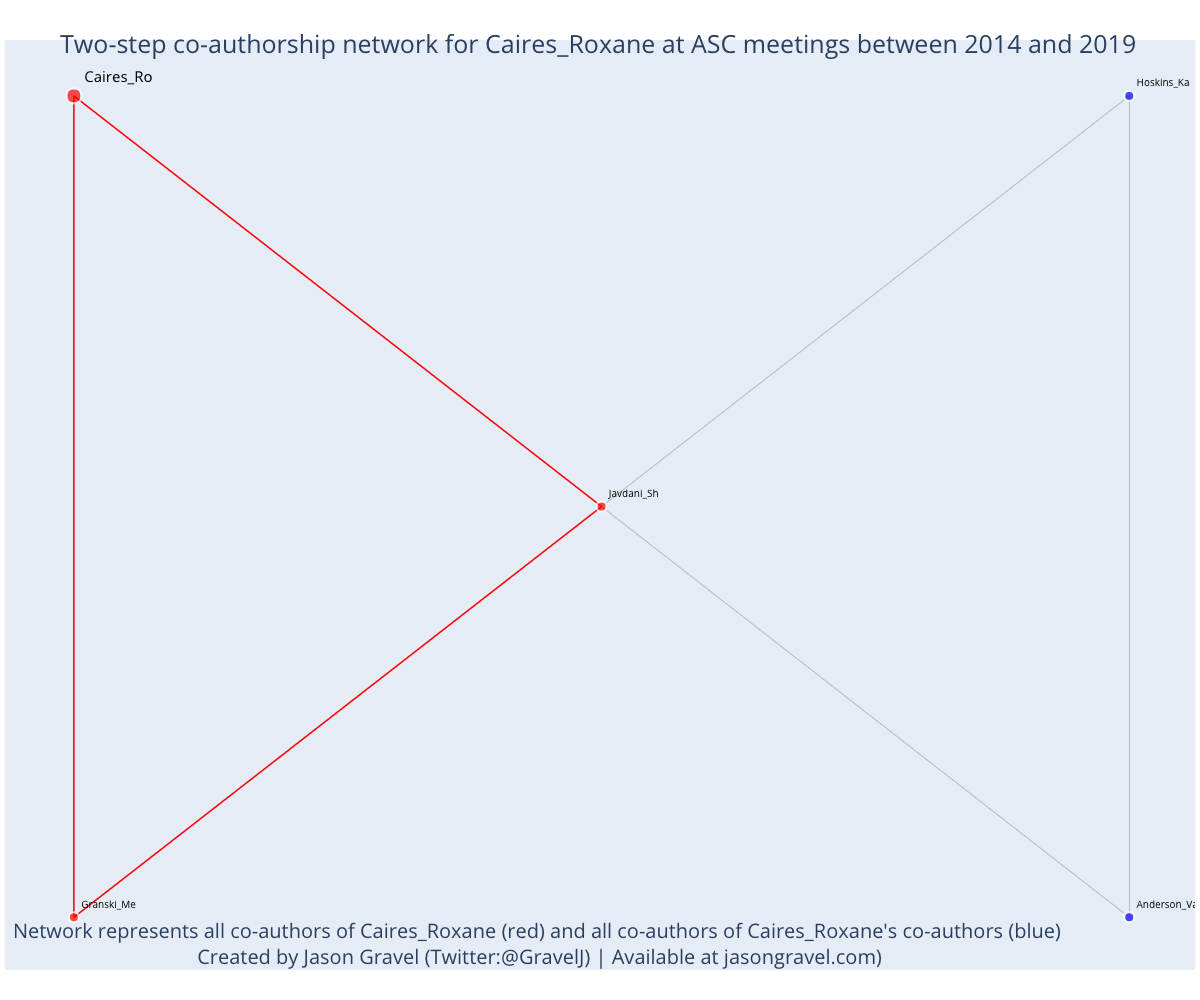 Two-step co-authorship network for Caires_Roxane at ASC meetings between 2014 and 2019
Caires_Ro
Hoskins_Ka
Javdani_Sh
Granski_Me
Anderson_Va
Network represents all co-authors of Caires_Roxane (red) and all co-authors of Caires_Roxane's co-authors (blue)
Created by Jason Gravel (Twitter:@GravelJ) | Available at jasongravel.com)